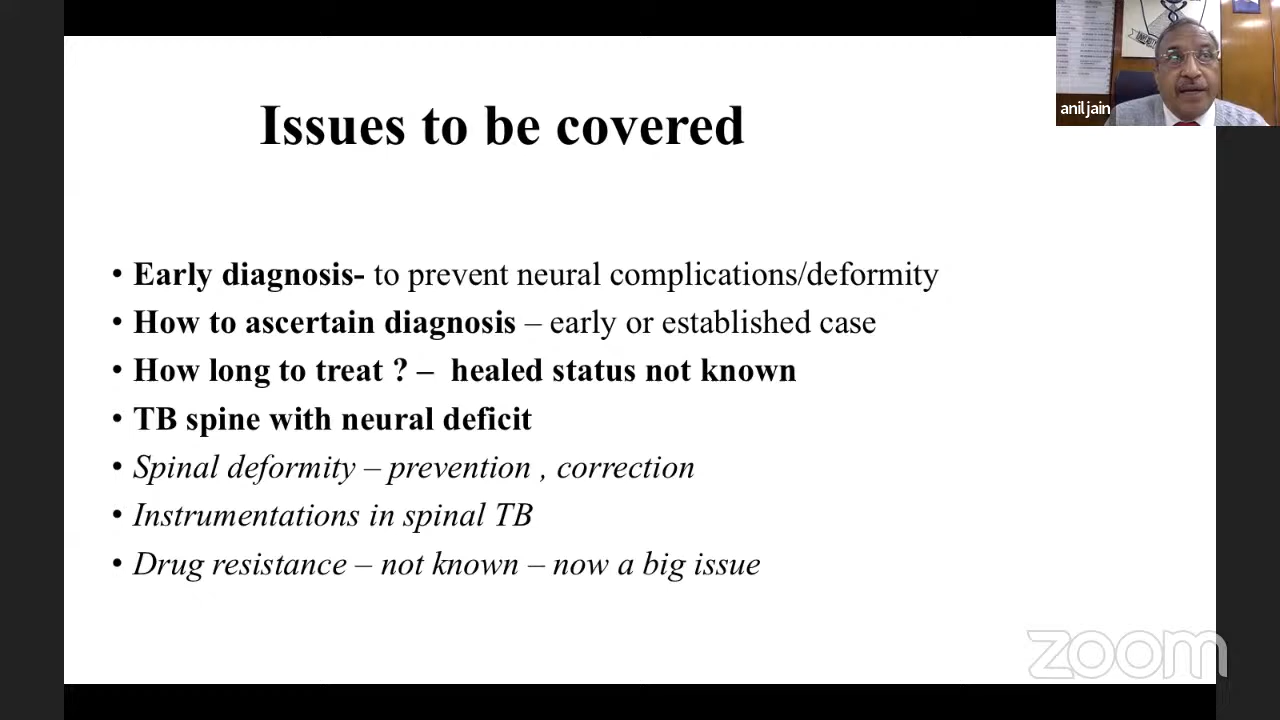 Issues to be covered
• Early diagnosis- to prevent neural complications/deformity
• How to ascertain diagnosis – early or established case
• How long to treat ? – healed status not known
• TB spine with neural deficit
• Spinal deformity – prevention , correction
• Instrumentations in spinal TB
• Drug resistance – not known – now a big issue
anil jain
zoom